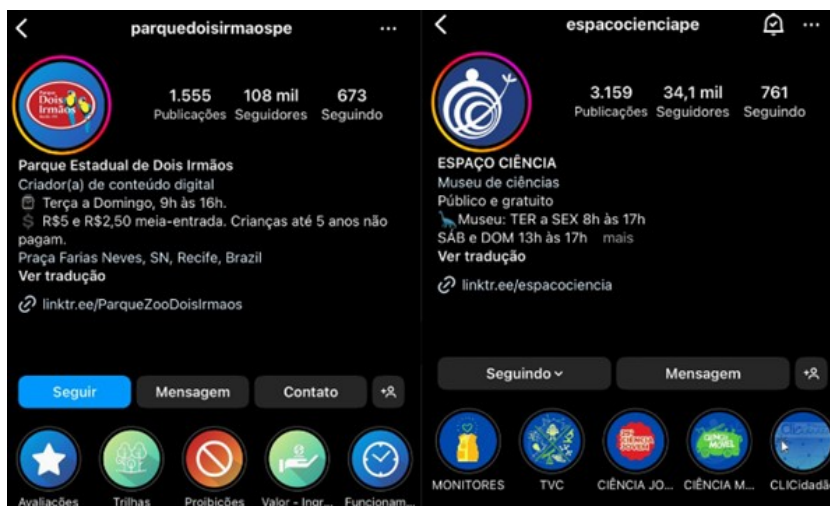 parquedoisirmaospe
Parque
Dois
Irmãos
1.555 108 mil 673
Publicações Seguidores Seguindo
Parque Estadual de Dois Irmãos
Criador(a) de conteúdo digital
Terça a Domingo, 9h às 16h.
R$5 e R$2,50 meia-entrada. Crianças até 5 anos não
pagam.
Praça Farias Neves, SN, Recife, Brazil
Ver tradução
linktr.ee/ParqueZooDoisIrmaos
Seguir Mensagem Contato
Avaliações Trilhas Proibições Valor - Ingr... Funcionam...
espacocienciape
3.159 34,1 mil 761
Publicações Seguidores Seguindo
ESPAÇO CIÊNCIA
Museu de ciências
Público e gratuito
Museu: TER a SEX 8h às 17h
SÁB e DOM 13h às 17h mais
Ver tradução
linktr.ee/espacociencia
Seguindo Mensagem
MONITORES TVC CIÊNCIA JO... CIÊNCIA M... CLICidadã